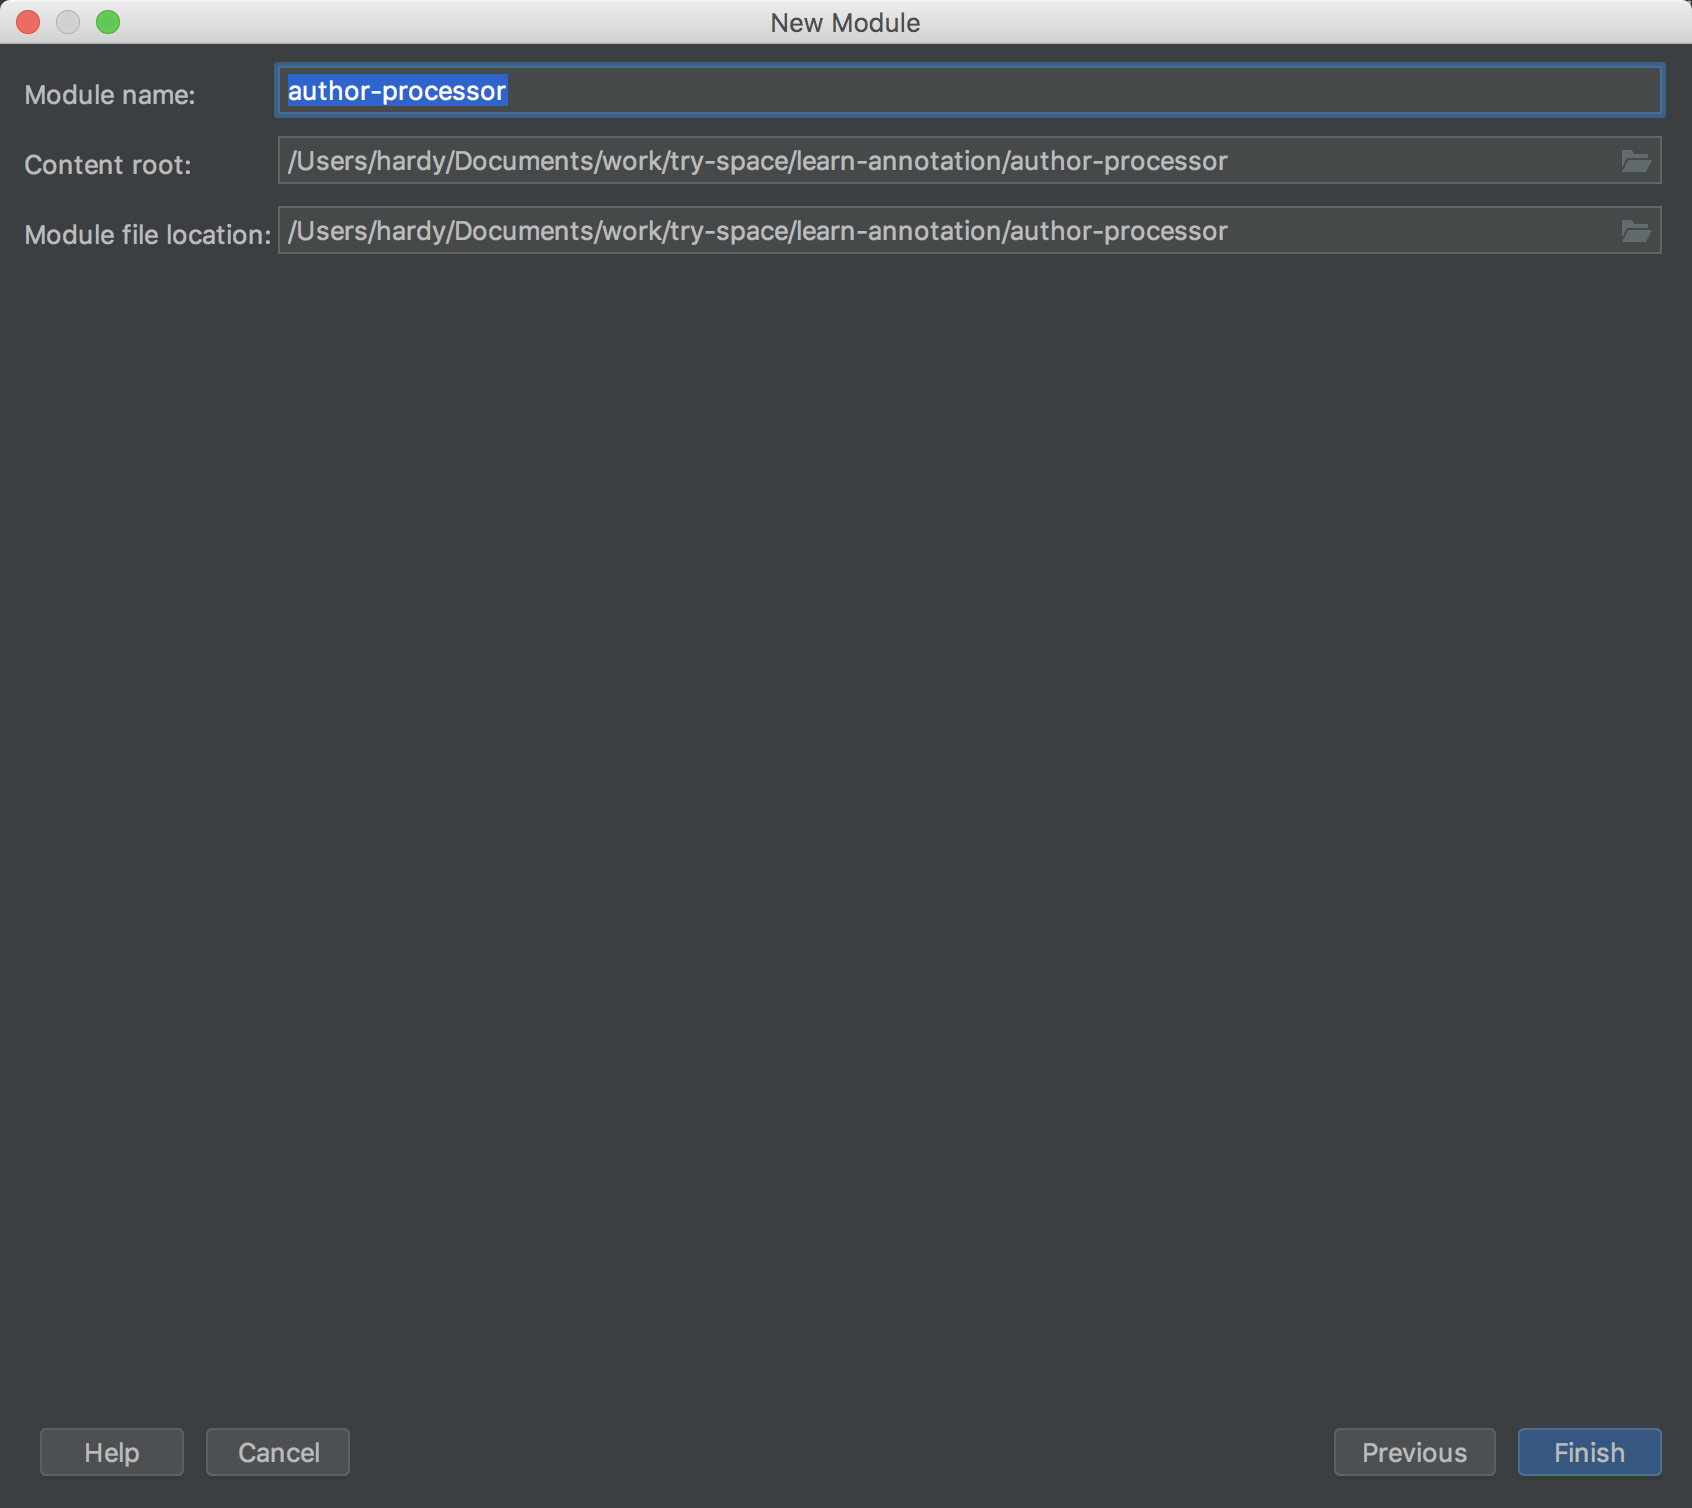 New Module
Module name: author-processor
Content root: /Users/hardy/Documents/work/try-space/learn-annotation/author-processor
Module file location: /Users/hardy/Documents/work/try-space/learn-annotation/author-processor
Help Cancel Previous Finish